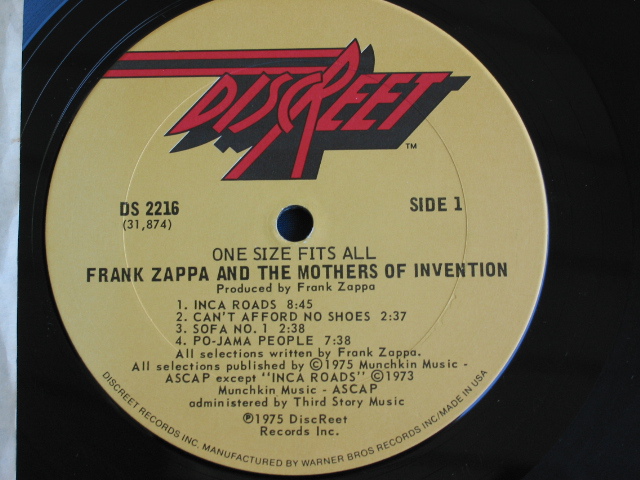 DISCREET
TM
DS 2216
(31,874)
SIDE 1
ONE SIZE FITS ALL
FRANK ZAPPA AND THE MOTHERS OF INVENTION
Produced by Frank Zappa
1. INCA ROADS 8:45
2. CAN'T AFFORD NO SHOES 2:37
3. SOFA NO. 1 2:38
4. PO-JAMA PEOPLE 7:38
All selections written by Frank Zappa.
All selections published by ©1975 Munchkin Music -
ASCAP except "INCA ROADS" ©1973
Munchkin Music - ASCAP
administered by Third Story Music
℗1975 DiscReet
Records Inc.
DISCREET RECORDS INC. MANUFACTURED BY WARNER BROS RECORDS INC/MADE IN USA